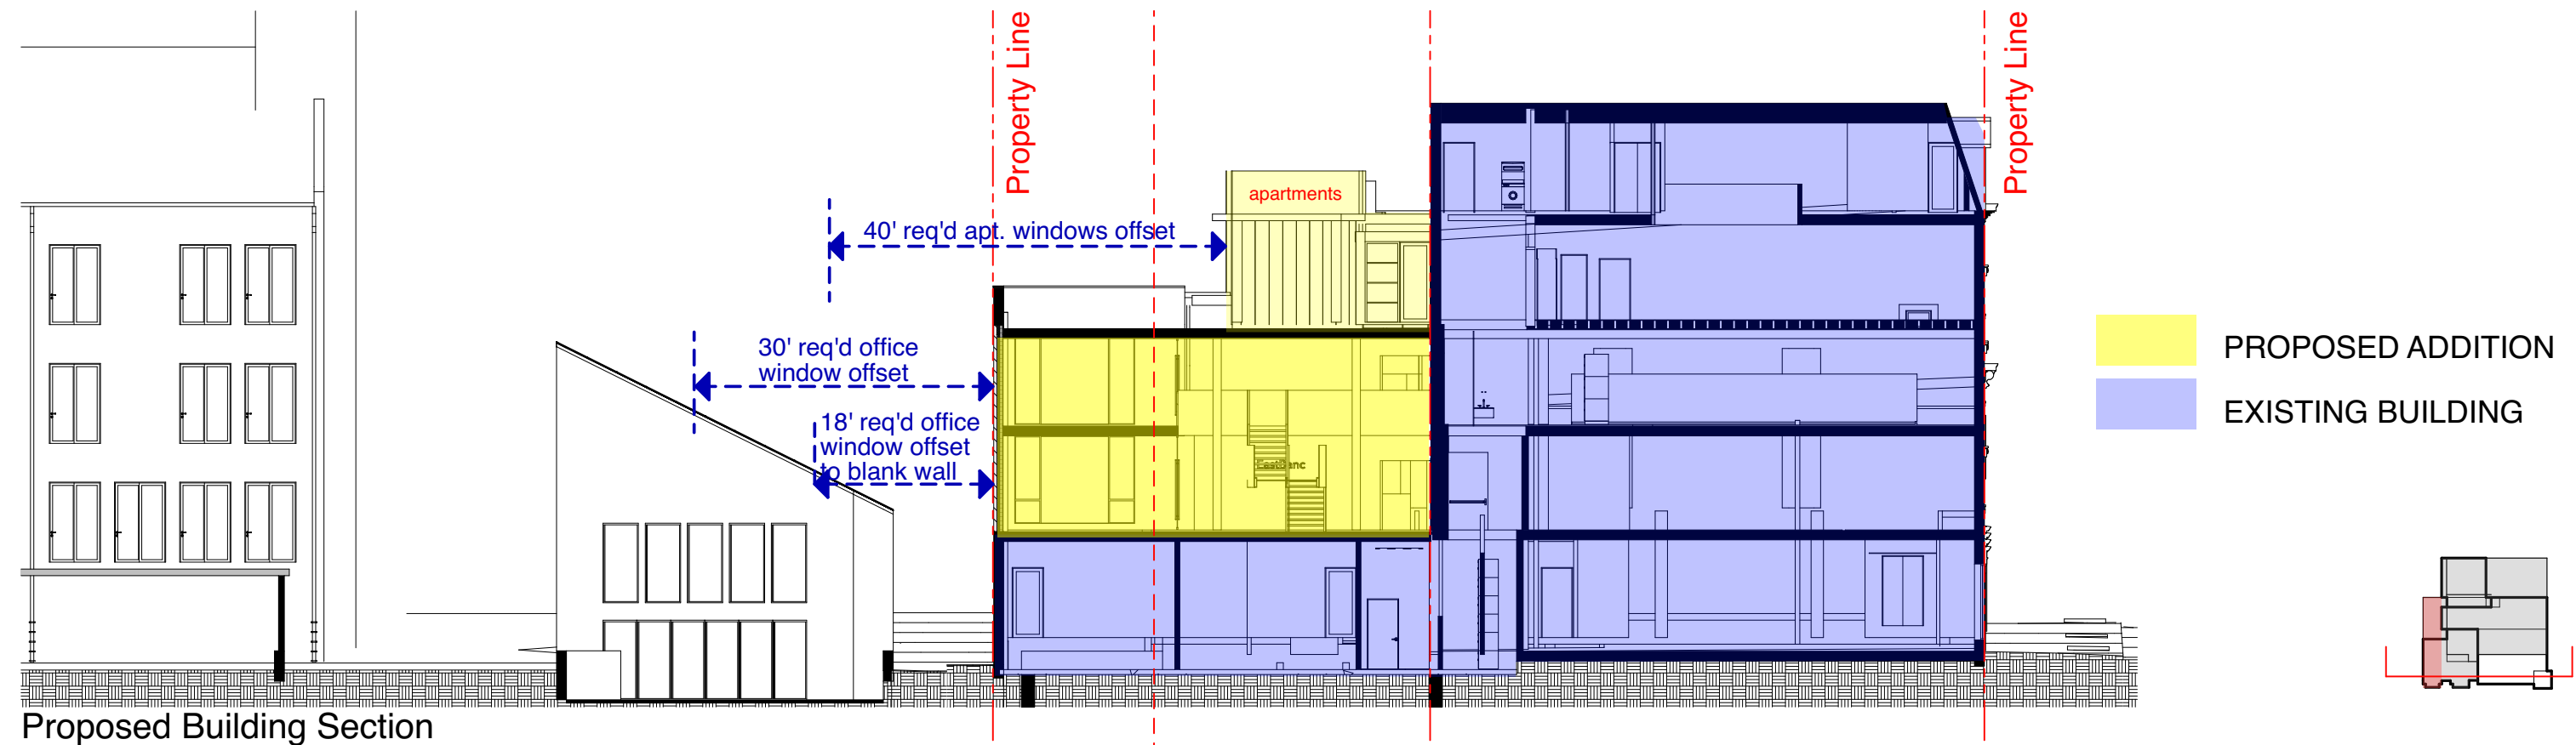 Property Line
Property Line
apartments
40' req'd apt. windows offset
30' req'd office
window offset
18' req'd office
window offset
to blank wall
EastBanc
PROPOSED ADDITION
EXISTING BUILDING
Proposed Building Section